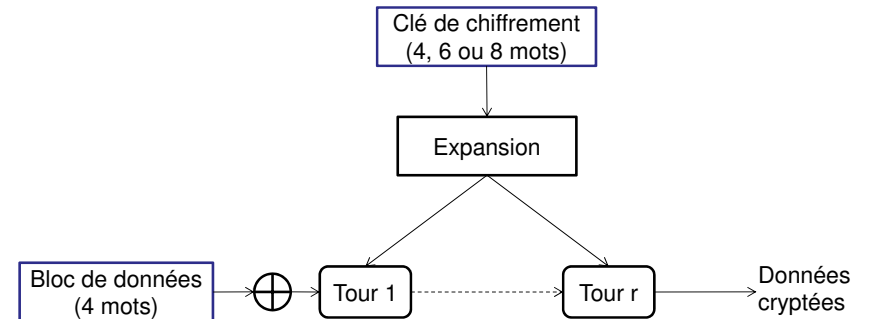 Clé de chiffrement
(4, 6 ou 8 mots)
Expansion
Bloc de données
(4 mots)
Tour 1
Tour r
Données
cryptées